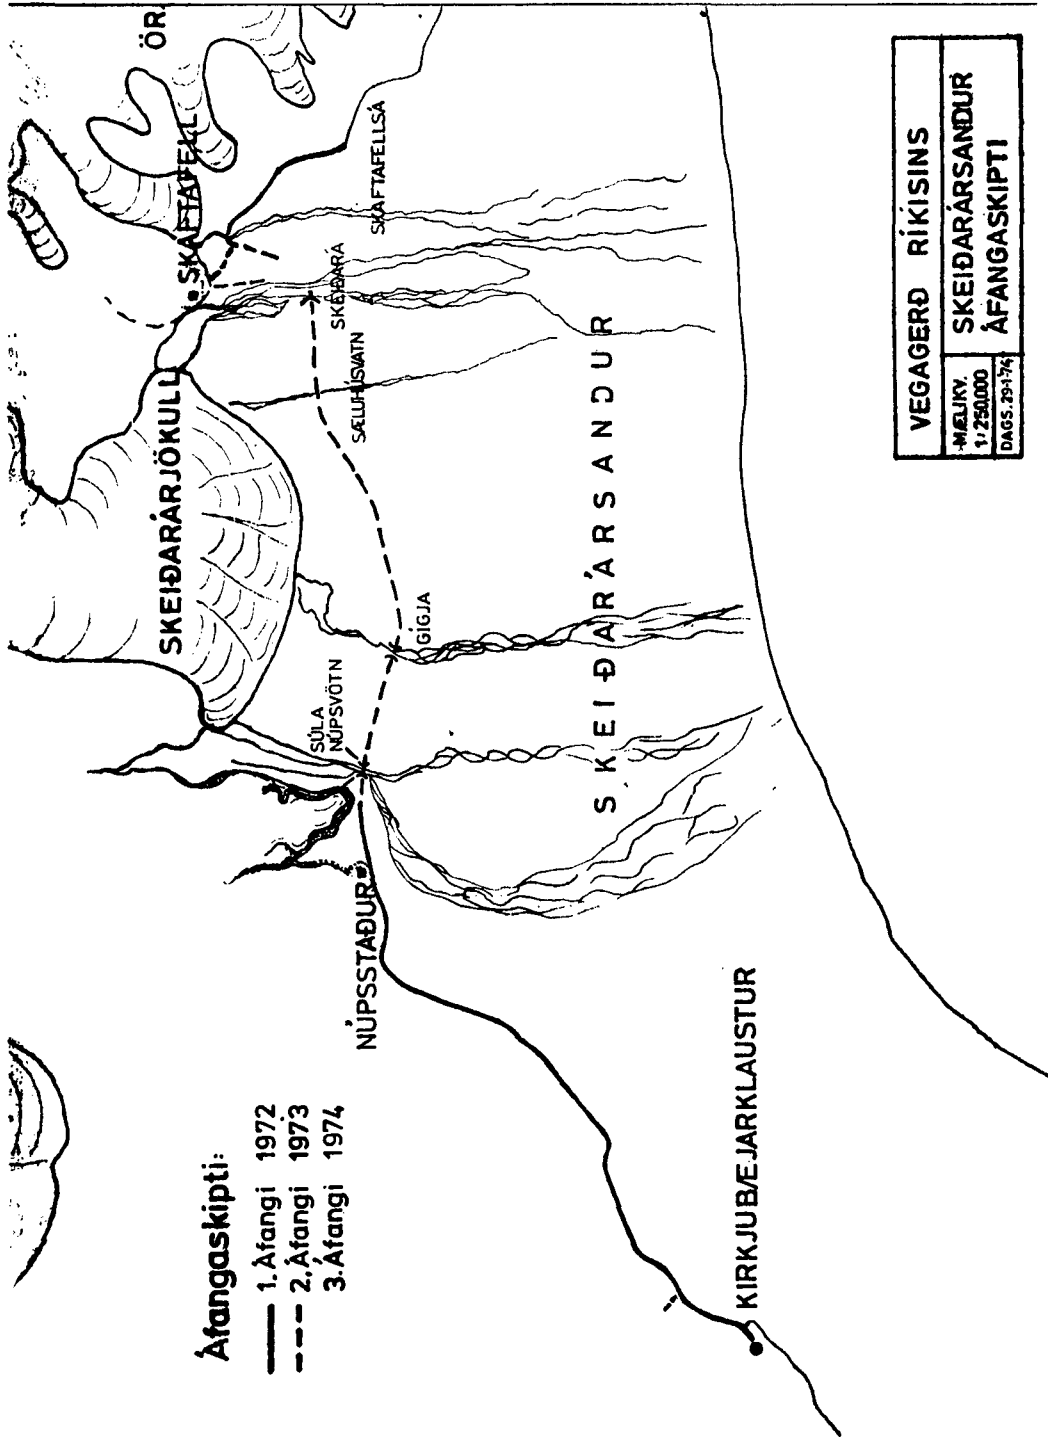 ÖR
SKAFTAFELL
SKEIÐARÁRJÖKULL
SKAFTAFELLSÁ
SKEIÐARÁ
SÆLUHÚSVATN
GÍGJA
SÚLA
NÚPSVÖTN
NÚPSSTAÐUR
SKEIÐARÁRSANDUR
KIRKJUBÆJARKLAUSTUR
Áfangaskipti:
1. Áfangi 1972
2. Áfangi 1973
3. Áfangi 1974
VEGAGERÐ RÍKISINS
MÆLIKV.
1:250,000
DAGS. 29-1-74
SKEIÐARÁRSANDUR
ÁFANGASKIPTI